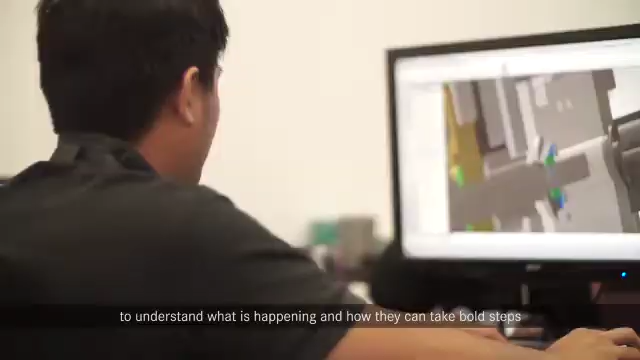 to understand what is happening and how they can take bold steps